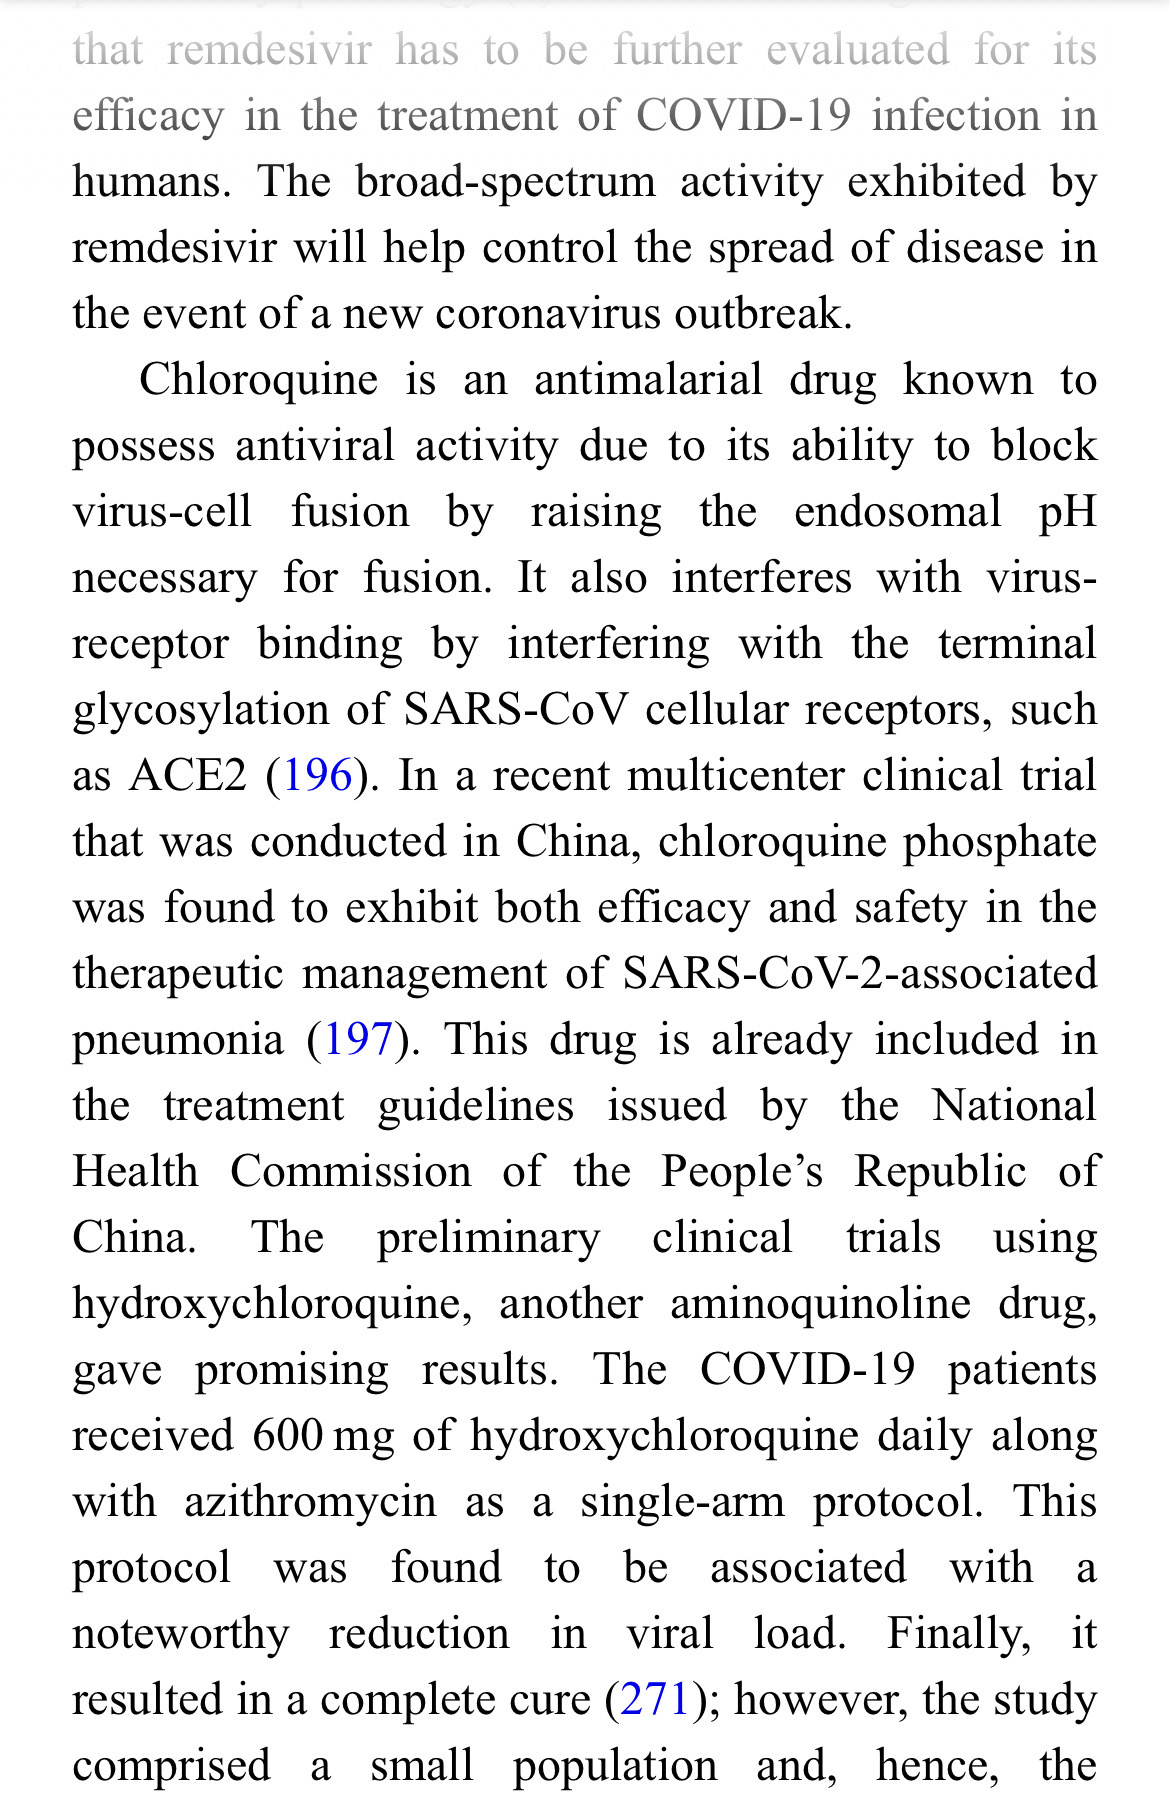 that remdesivir has to be further evaluated for its
efficacy in the treatment of COVID-19 infection in
humans. The broad-spectrum activity exhibited by
remdesivir will help control the spread of disease in
the event of a new coronavirus outbreak.
Chloroquine is an antimalarial drug known to
possess antiviral activity due to its ability to block
virus-cell fusion by raising the endosomal pH
necessary for fusion. It also interferes with virus-
receptor binding by interfering with the terminal
glycosylation of SARS-CoV cellular receptors, such
as ACE2 (196). In a recent multicenter clinical trial
that was conducted in China, chloroquine phosphate
was found to exhibit both efficacy and safety in the
therapeutic management of SARS-CoV-2-associated
pneumonia (197). This drug is already included in
the treatment guidelines issued by the National
Health Commission of the People’s Republic of
China. The preliminary clinical trials using
hydroxychloroquine, another aminoquinoline drug,
gave promising results. The COVID-19 patients
received 600 mg of hydroxychloroquine daily along
with azithromycin as a single-arm protocol. This
protocol was found to be associated with a
noteworthy reduction in viral load. Finally, it
resulted in a complete cure (271); however, the study
comprised a small population and, hence, the